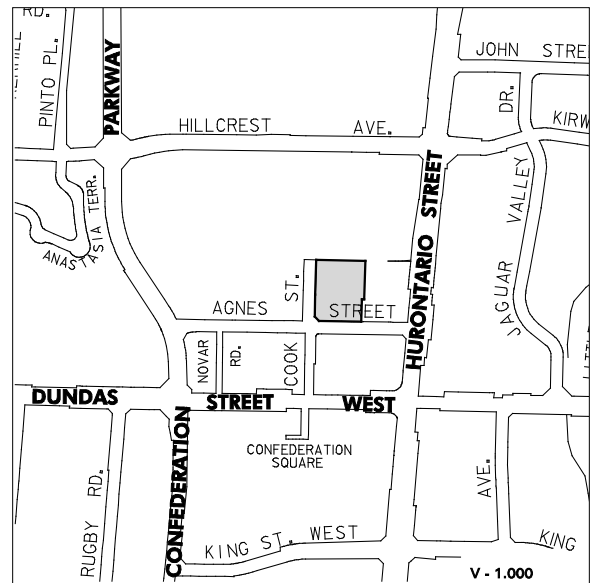 RD.
PINTO PL.
PARKWAY
HILLCREST AVE.
JOHN STREE
DR.
KIRW
ANASTASIA TERR.
JAGUAR VALLEY
HURONTARIO STREET
ST.
AGNES STREET
NOVAR RD.
COOK
DUNDAS STREET WEST
CONFEDERATION
SQUARE
CONFEDERATION
RUGBY RD.
KING ST. WEST
AVE.
KING
V - 1.000